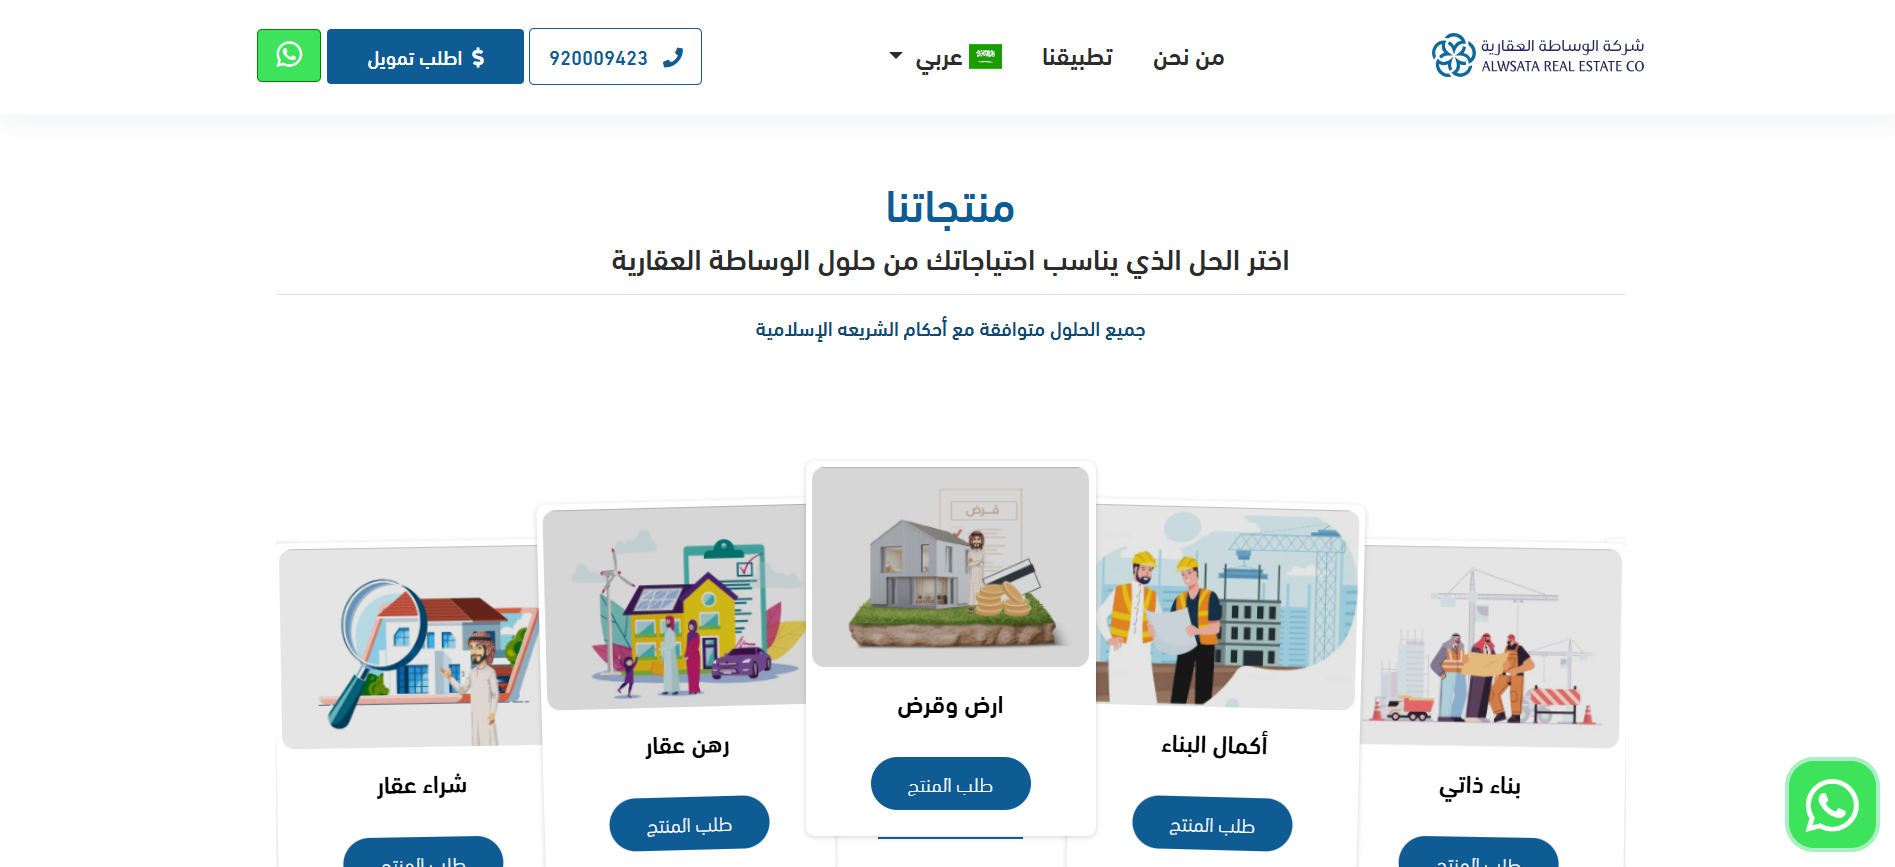 شركة الوساطة العقارية
ALWSATA REAL ESTATE CO
من نحن
تطبيقنا
عربي
920009423
اطلب تمويل
منتجاتنا
اختر الحل الذي يناسب احتياجاتك من حلول الوساطة العقارية
جميع الحلول متوافقة مع أحكام الشريعه الإسلامية
قرض
بناء ذاتي
طلب المنتج
أكمال البناء
طلب المنتج
ارض وقرض
طلب المنتج
رهن عقار
طلب المنتج
شراء عقار
طلب المنتج